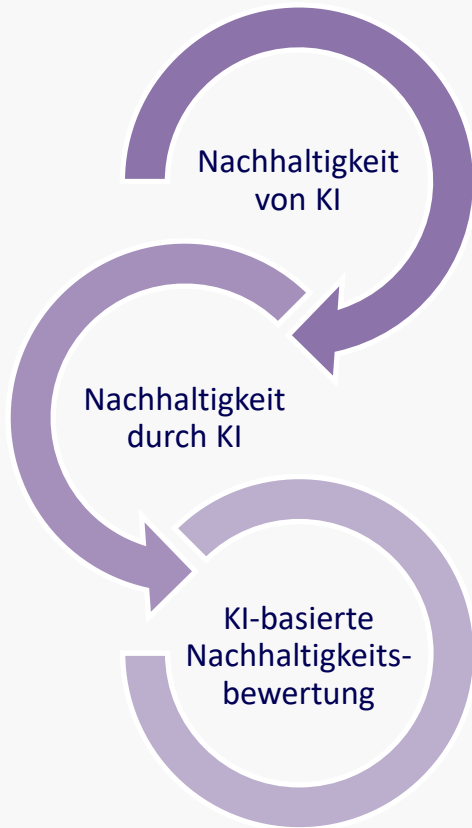 Nachhaltigkeit
von KI
Nachhaltigkeit
durch KI
KI-basierte
Nachhaltigkeits-
bewertung